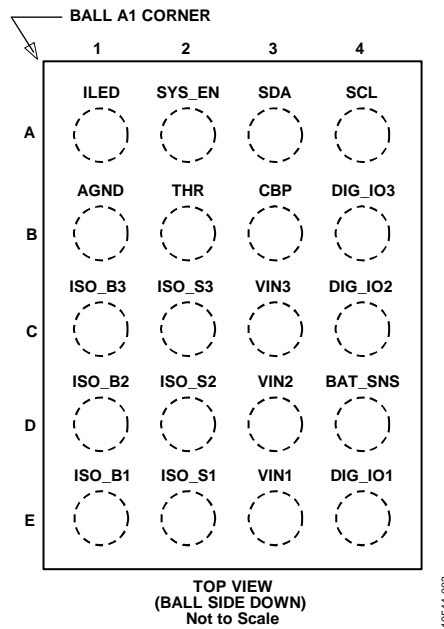 BALL A1 CORNER
1 2 3 4
ILED SYS_EN SDA SCL
A
AGND THR CBP DIG_IO3
B
ISO_B3 ISO_S3 VIN3 DIG_IO2
C
ISO_B2 ISO_S2 VIN2 BAT_SNS
D
ISO_B1 ISO_S1 VIN1 DIG_IO1
E
TOP VIEW
(BALL SIDE DOWN)
Not to Scale